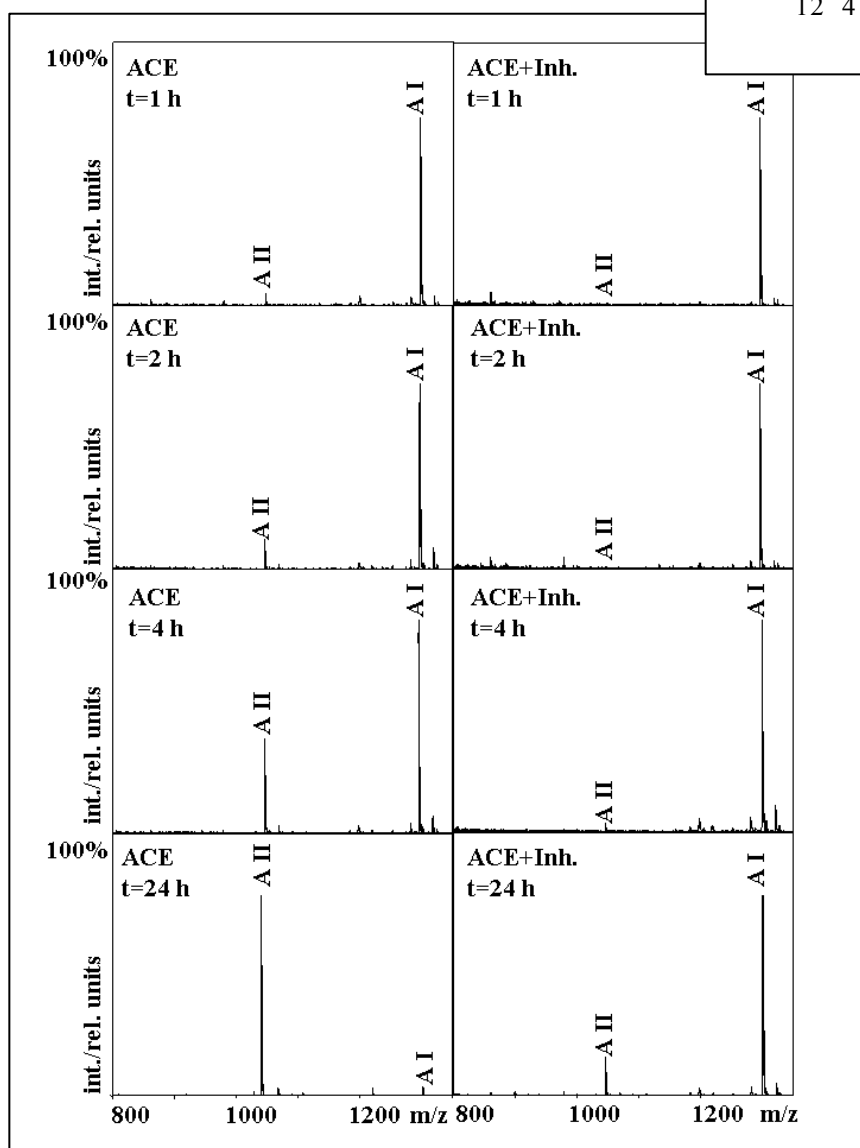 12 4
100%
ACE
t=1 h
A II
A I
int./rel. units
ACE+Inh.
t=1 h
A II
A I
100%
ACE
t=2 h
A II
A I
int./rel. units
ACE+Inh.
t=2 h
A II
A I
100%
ACE
t=4 h
A II
A I
int./rel. units
ACE+Inh.
t=4 h
A II
A I
100%
ACE
t=24 h
A II
A I
int./rel. units
ACE+Inh.
t=24 h
A II
A I
800 1000 1200 m/z 800 1000 1200 m/z